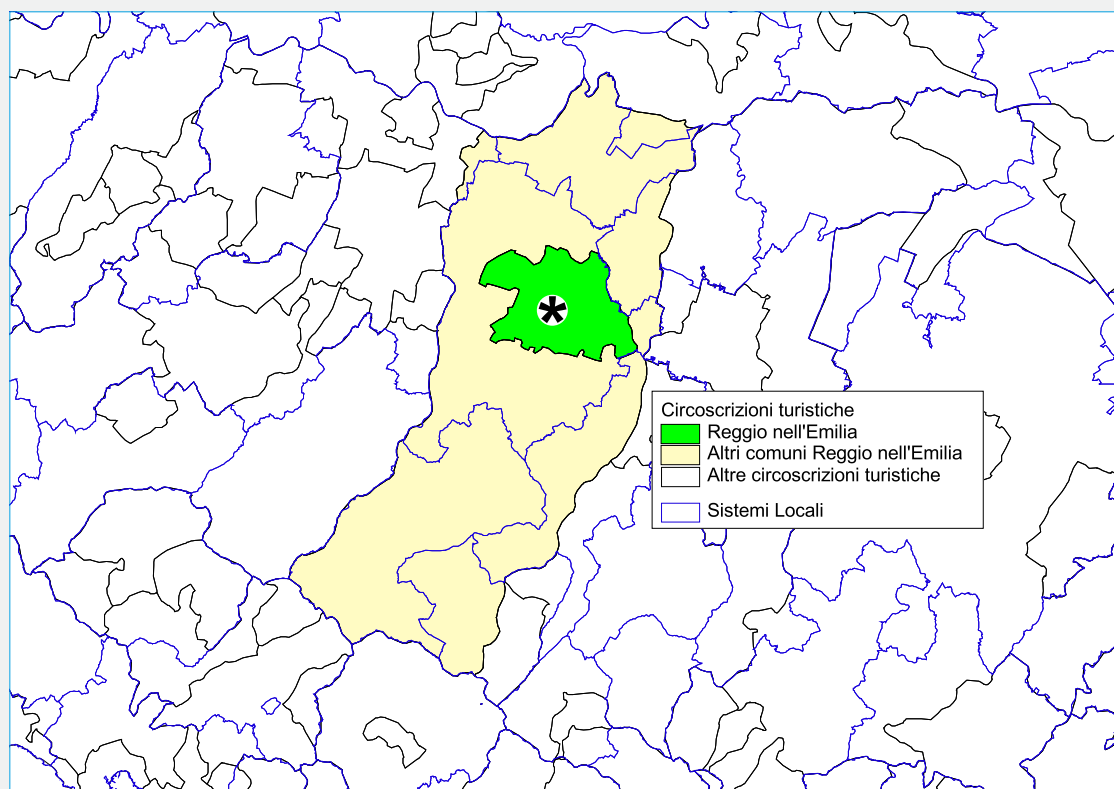 Circoscrizioni turistiche
Reggio nell'Emilia
Altri comuni Reggio nell'Emilia
Altre circoscrizioni turistiche
Sistemi Locali